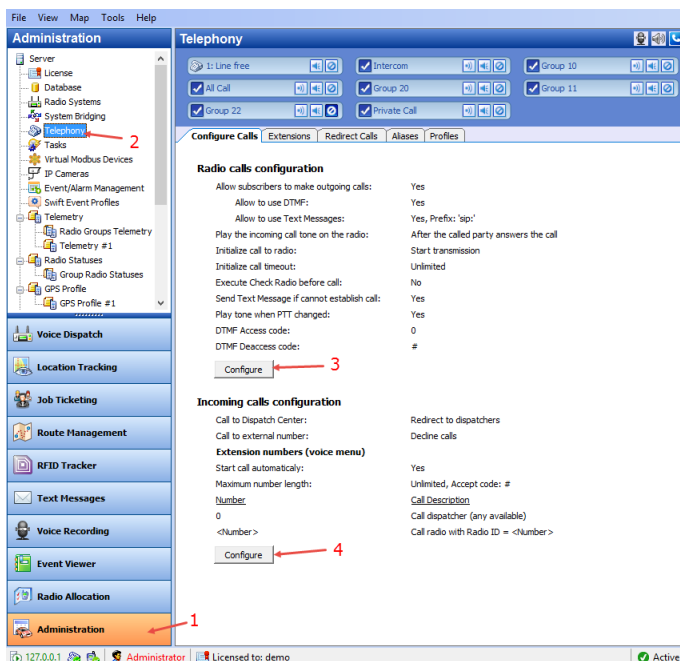 File View Map Tools Help
Administration
Telephony
Server
License
Database
Radio Systems
System Bridging
Telephony
2
Tasks
Virtual Modbus Devices
IP Cameras
Event/Alarm Management
Swift Event Profiles
Telemetry
Radio Groups Telemetry
Telemetry #1
Radio Statuses
Group Radio Statuses
GPS Profile
GPS Profile #1
Voice Dispatch
Location Tracking
Job Ticketing
Route Management
RFID Tracker
Text Messages
Voice Recording
Event Viewer
Radio Allocation
Administration
1
1: Line free Intercom Group 10
All Call Group 20 Group 11
Group 22 Private Call
Configure Calls Extensions Redirect Calls Aliases Profiles
Radio calls configuration
Allow subscribers to make outgoing calls: Yes
Allow to use DTMF: Yes
Allow to use Text Messages: Yes, Prefix: 'sip:'
Play the incoming call tone on the radio: After the called party answers the call
Initialize call to radio: Start transmission
Initialize call timeout: Unlimited
Execute Check Radio before call: No
Send Text Message if cannot establish call: Yes
Play tone when PTT changed: Yes
DTMF Access code: 0
DTMF Deaccess code: #
Configure 3
Incoming calls configuration
Call to Dispatch Center: Redirect to dispatchers
Call to external number: Decline calls
Extension numbers (voice menu)
Start call automaticaly: Yes
Maximum number length: Unlimited, Accept code: #
Number Call Description
0 Call dispatcher (any available)
<Number> Call radio with Radio ID = <Number>
Configure 4
127.0.0.1 Administrator Licensed to: demo Active